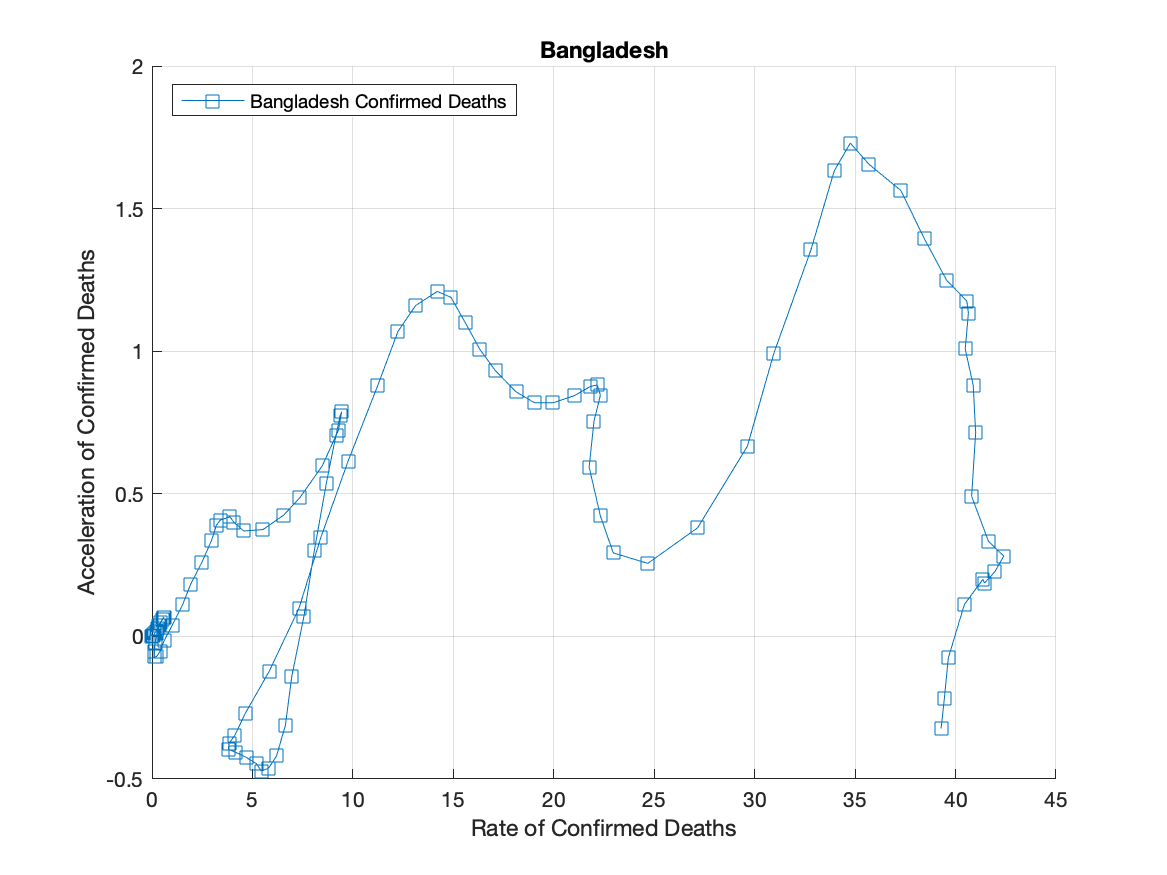 Bangladesh
2
Bangladesh Confirmed Deaths
1.5
1
0.5
0
-0.5
Acceleration of Confirmed Deaths
0 5 10 15 20 25 30 35 40 45
Rate of Confirmed Deaths